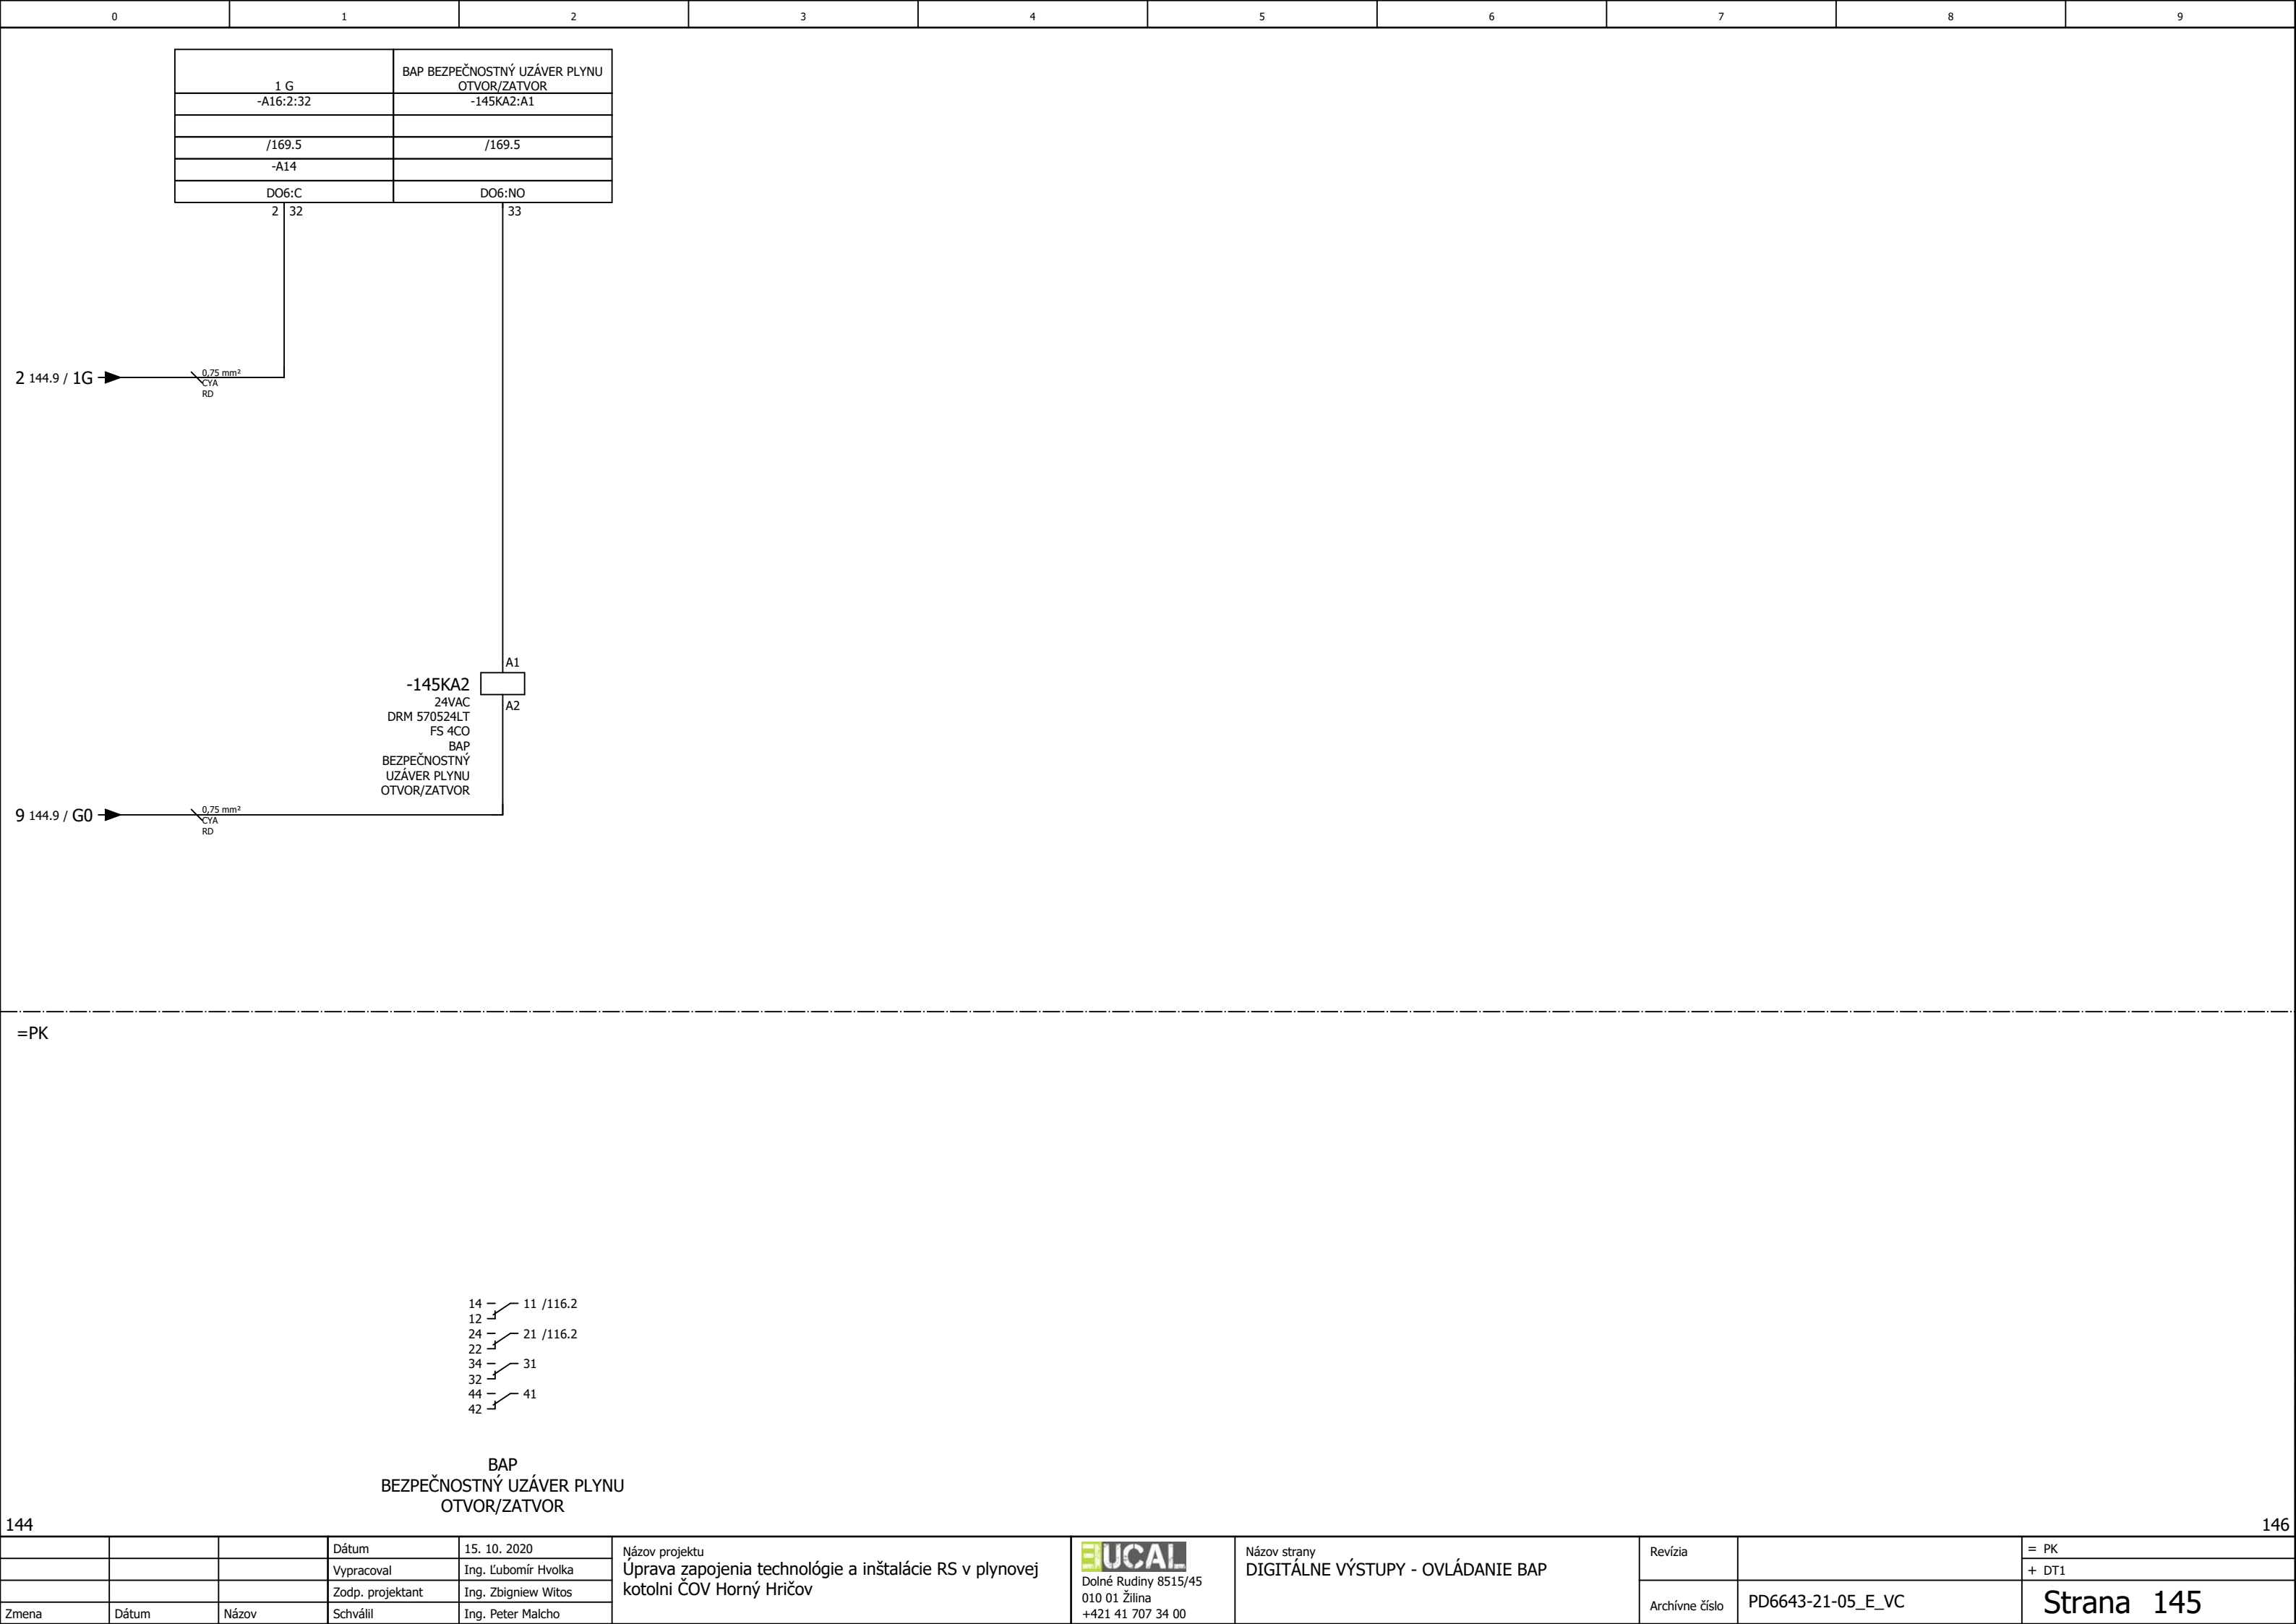 0 1 2 3 4 5 6 7 8 9
1 G
BAP BEZPEČNOSTNÝ UZÁVER PLYNU
OTVOR/ZATVOR
-A16:2:32 -145KA2:A1
/169.5 /169.5
-A14
DO6:C DO6:NO
2 32 33
2 144.9 / 1G
0,75 mm²
CYA
RD
A1
-145KA2
24VAC
A2
DRM 570524LT
FS 4CO
BAP
BEZPEČNOSTNÝ
UZÁVER PLYNU
OTVOR/ZATVOR
9 144.9 / G0
0,75 mm²
CYA
RD
=PK
14 11 /116.2
12
24 21 /116.2
22
34 31
32
44 41
42
BAP
BEZPEČNOSTNÝ UZÁVER PLYNU
OTVOR/ZATVOR
144 146
Dátum 15. 10. 2020
Vypracoval Ing. Ľubomír Hvolka
Zodp. projektant Ing. Zbigniew Witos
Zmena Dátum Názov Schválil Ing. Peter Malcho
Názov projektu
Úprava zapojenia technológie a inštalácie RS v plynovej
kotolni ČOV Horný Hričov
EUCAL
Dolné Rudiny 8515/45
010 01 Žilina
+421 41 707 34 00
Názov strany
DIGITÁLNE VÝSTUPY - OVLÁDANIE BAP
Revízia
Archívne číslo PD6643-21-05_E_VC
= PK
+ DT1
Strana 145